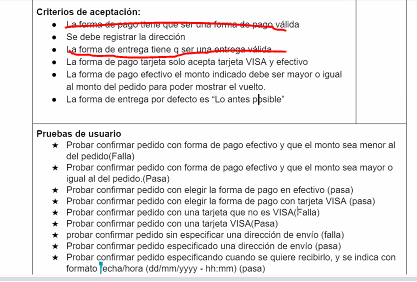 Criterios de aceptación:
● La forma de pago tiene que ser una forma de pago válida
● Se debe registrar la dirección
● La forma de entrega tiene q ser una entrega válida
● La forma de pago tarjeta solo acepta tarjeta VISA y efectivo
● La forma de pago efectivo el monto indicado debe ser mayor o igual
al monto del pedido para poder mostrar el vuelto.
● La forma de entrega por defecto es “Lo antes posible”
Pruebas de usuario
★ Probar confirmar pedido con forma de pago efectivo y que el monto sea menor al
del pedido(Falla)
★ Probar confirmar pedido con forma de pago efectivo y que el monto sea mayor o
igual al del pedido.(Pasa)
★ Probar confirmar pedido con elegir la forma de pago en efectivo (pasa)
★ Probar confirmar pedido con elegir la forma de pago con tarjeta VISA (pasa)
★ Probar confirmar pedido con una tarjeta que no es VISA(Falla)
★ Probar confirmar pedido con una tarjeta VISA(Pasa)
★ probar confirmar pedido sin especificar una dirección de envío (falla)
★ Probar confirmar pedido especificado una dirección de envío (pasa)
★ Probar confirmar pedido especificando cuando se quiere recibirlo, y se indica con
formato fecha/hora (dd/mm/yyyy - hh:mm) (pasa)